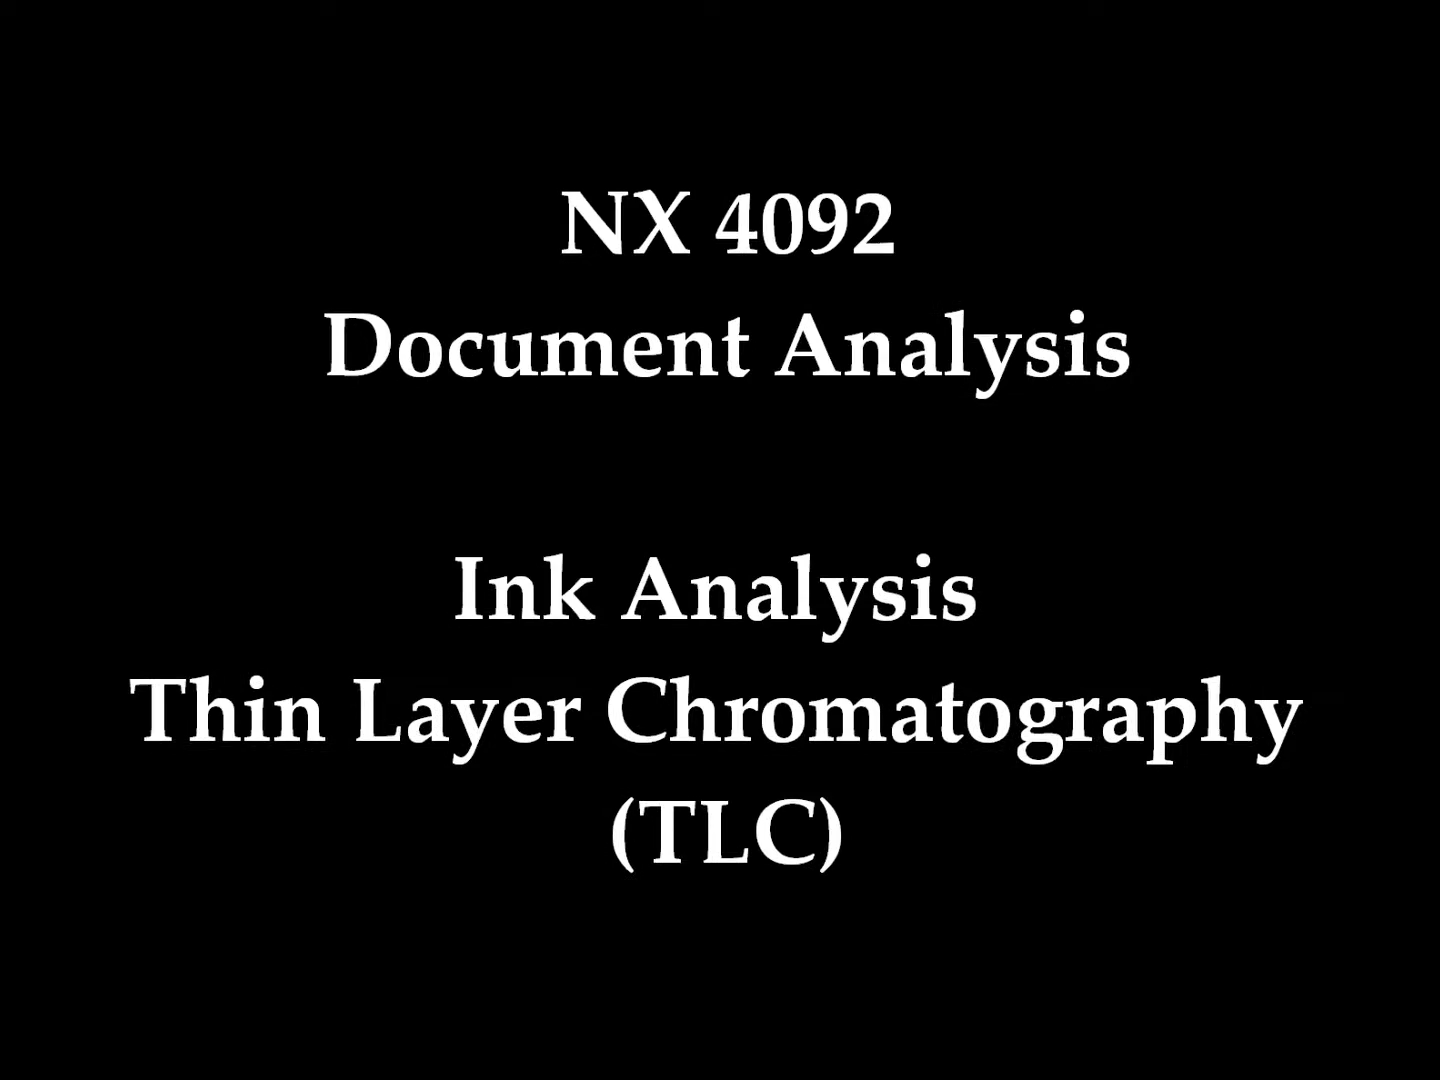 NX 4092
Document Analysis
Ink Analysis
Thin Layer Chromatography
(TLC)